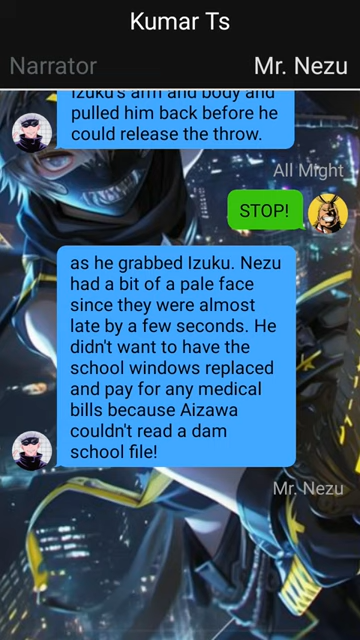 Kumar Ts
Narrator
Mr. Nezu
Izuku's arm and body and
pulled him back before he
could release the throw.
All Might
STOP!
as he grabbed Izuku. Nezu
had a bit of a pale face
since they were almost
late by a few seconds. He
didn't want to have the
school windows replaced
and pay for any medical
bills because Aizawa
couldn't read a dam
school file!
Mr. Nezu